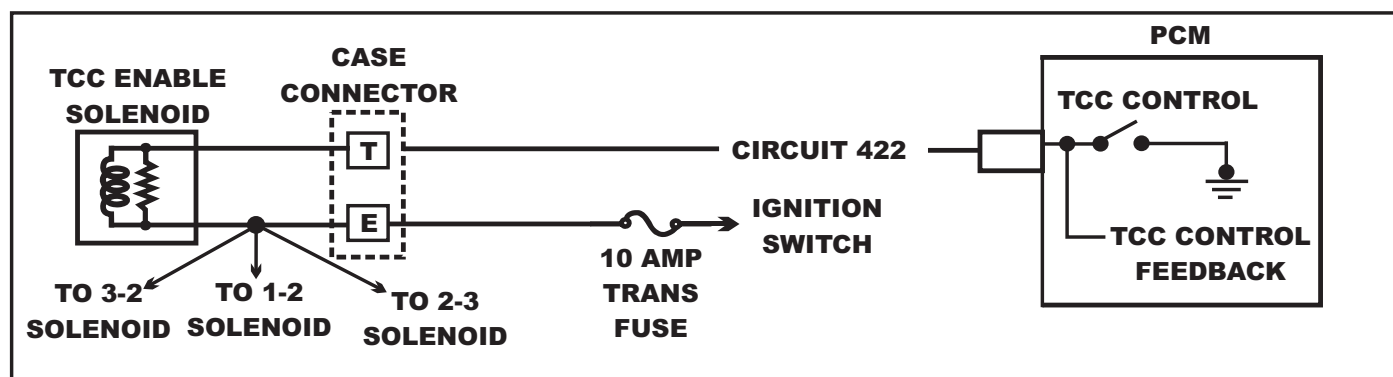 TCC ENABLE
SOLENOID
CASE
CONNECTOR
T
E
CIRCUIT 422
PCM
TCC CONTROL
TCC CONTROL
FEEDBACK
IGNITION
SWITCH
10 AMP
TRANS
FUSE
TO 3-2
SOLENOID
TO 1-2
SOLENOID
TO 2-3
SOLENOID